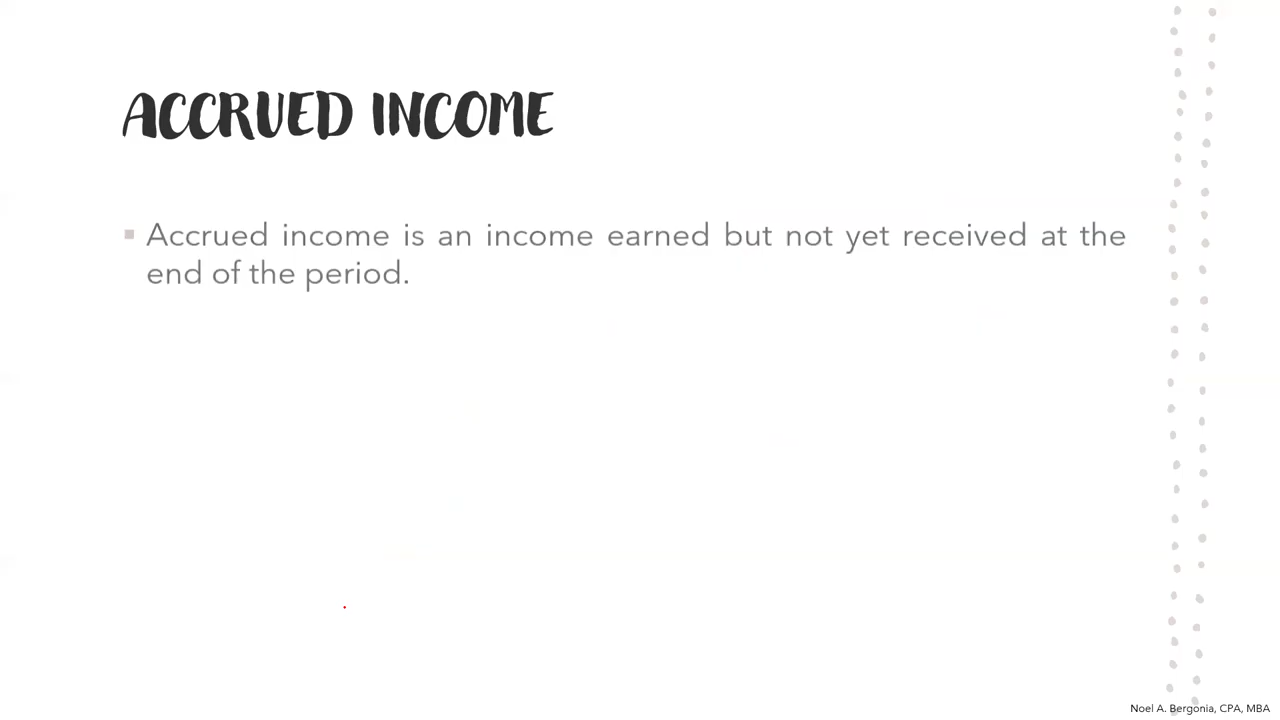 ACCRUED INCOME
Accrued income is an income earned but not yet received at the
end of the period.
Noel A. Bergonia, CPA, MBA